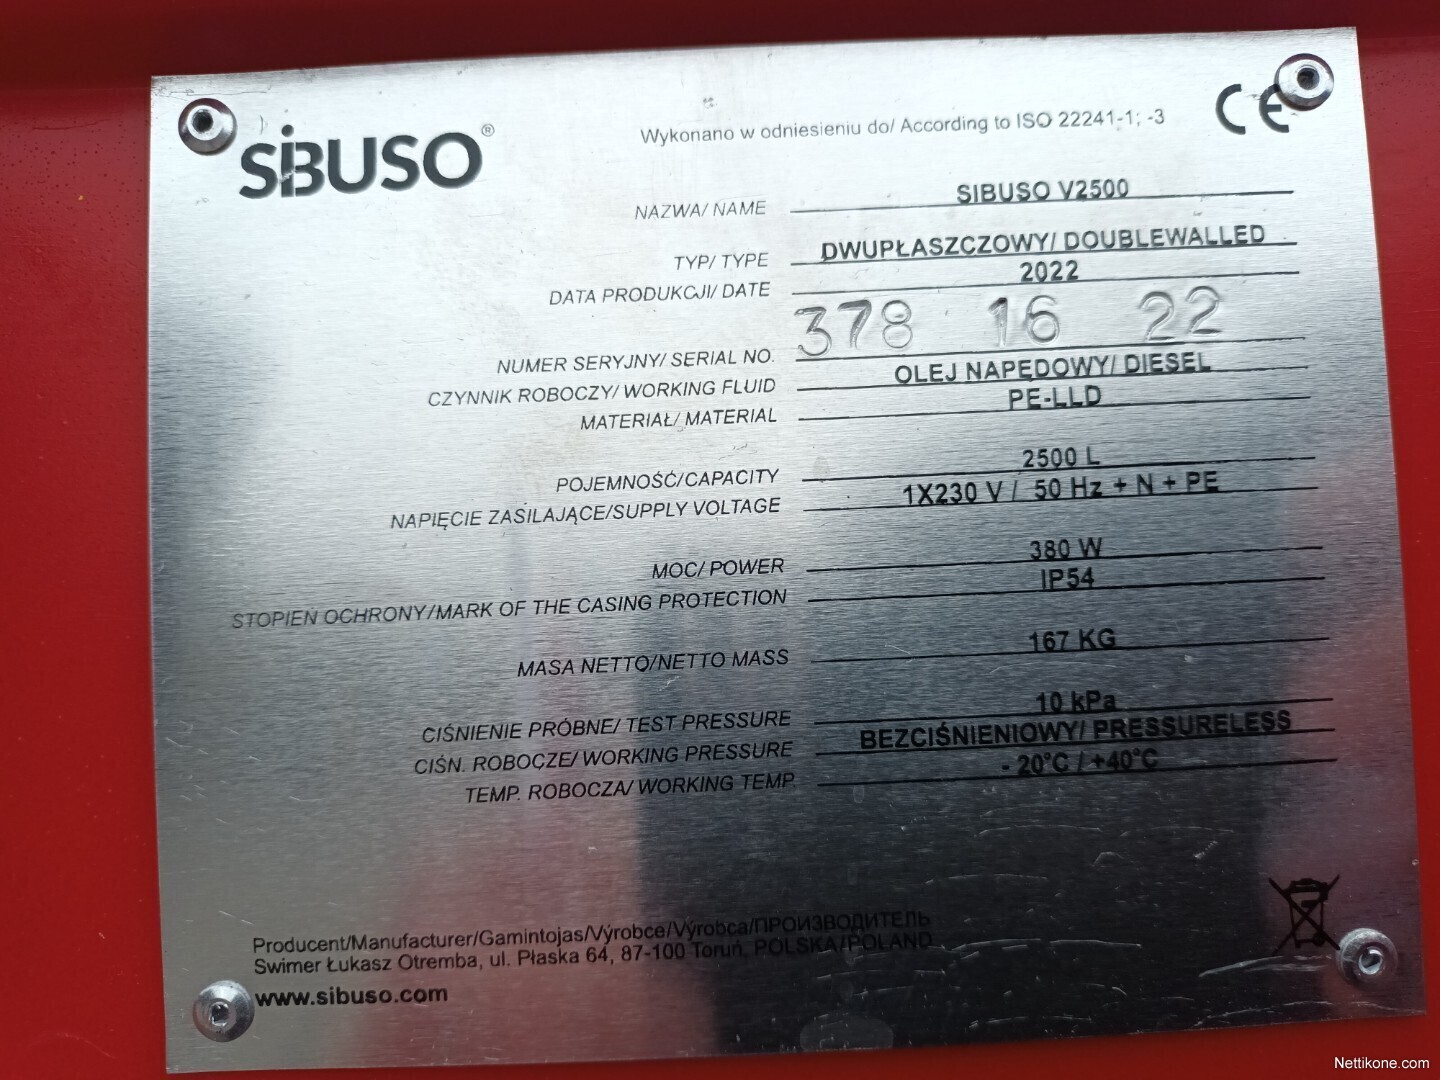 SIBUSO®
Wykonano w odniesieniu do/ According to ISO 22241-1; -3
CE
NAZWA/ NAME SIBUSO V2500
TYP/ TYPE DWUPŁASZCZOWY/ DOUBLEWALLED
DATA PRODUKCJI/ DATE 2022
NUMER SERYJNY/ SERIAL NO. 378 16 22
CZYNNIK ROBOCZY/ WORKING FLUID OLEJ NAPĘDOWY/ DIESEL
MATERIAŁ/ MATERIAL PE-LLD
POJEMNOŚĆ/CAPACITY 2500 L
NAPIĘCIE ZASILAJĄCE/SUPPLY VOLTAGE 1X230 V / 50 Hz + N + PE
MOC/ POWER 380 W
STOPIEŃ OCHRONY/MARK OF THE CASING PROTECTION IP54
MASA NETTO/NETTO MASS 167 KG
CIŚNIENIE PRÓBNE/ TEST PRESSURE 10 kPa
CIŚN. ROBOCZE/ WORKING PRESSURE BEZCIŚNIENIOWY/ PRESSURELESS
TEMP. ROBOCZA/ WORKING TEMP. - 20°C / +40°C
Producent/Manufacturer/Gamintojas/Výrobce/Výrobca/ПРОИЗВОДИТЕЛЬ
Swimer Łukasz Otremba, ul. Płaska 64, 87-100 Toruń, POLSKA/POLAND
www.sibuso.com
Nettikone.com